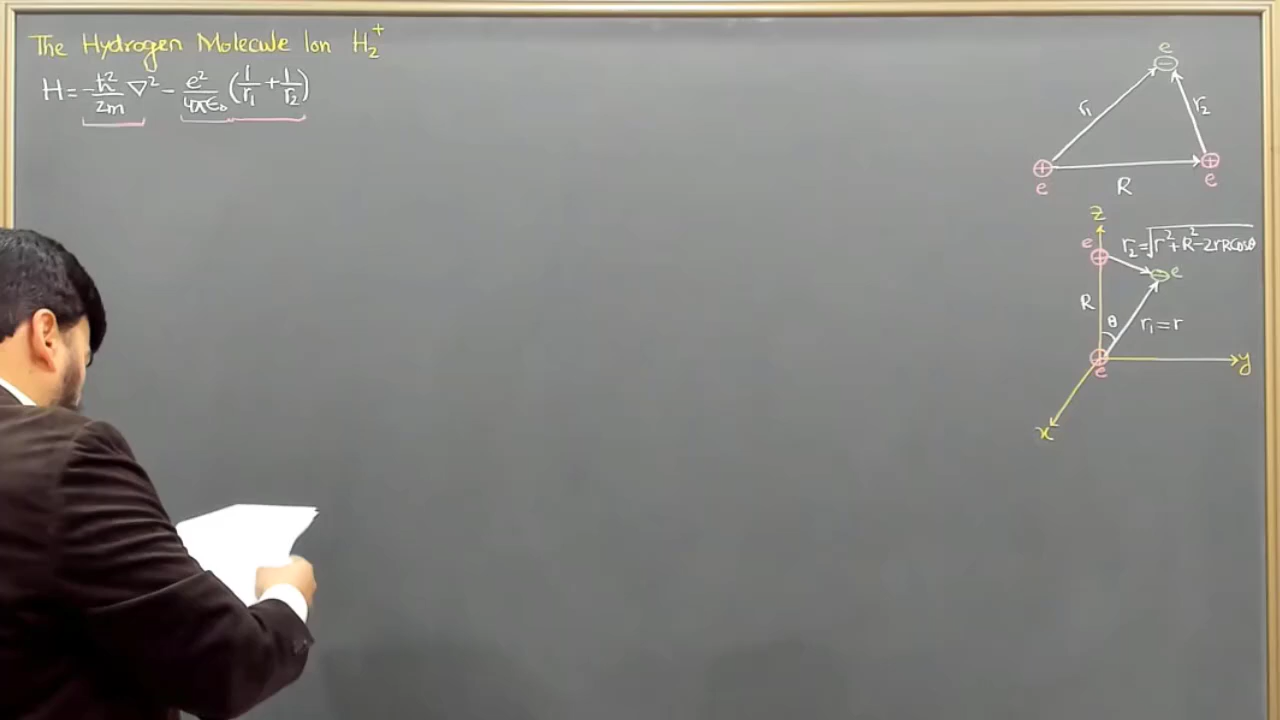 The Hydrogen Molecule Ion H₂⁺
H = -ħ²/2m ∇² - e²/4πϵ₀ (1/r₁ + 1/r₂)
e
−
r₁
r₂
+
+
e
R
e
z
e
+
r₂=√r²+R²-2rRcosθ
− e
R
θ
r₁=r
+
e
y
x